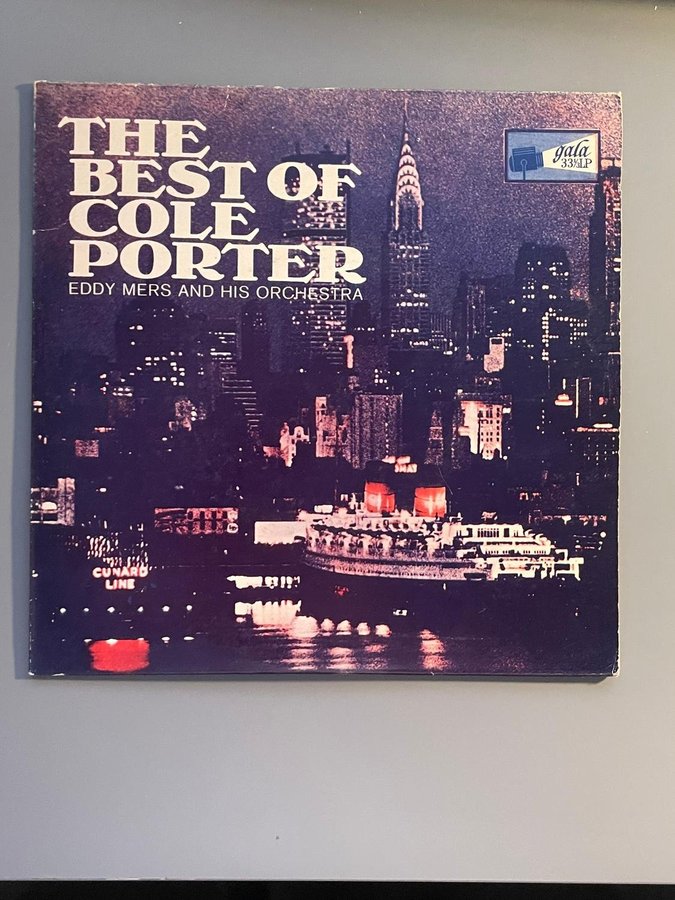 THE
BEST OF
COLE
PORTER
EDDY MERS AND HIS ORCHESTRA
gala
33⅓LP
CUNARD
LINE